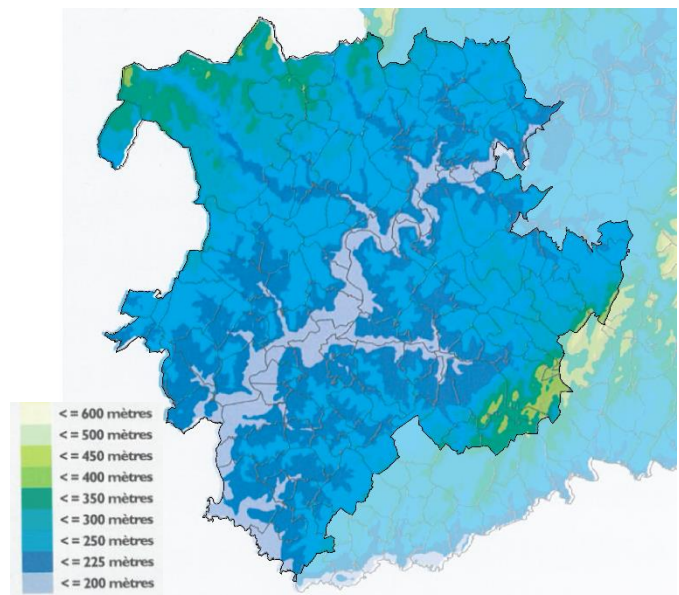 < = 600 mètres
< = 500 mètres
< = 450 mètres
< = 400 mètres
< = 350 mètres
< = 300 mètres
< = 250 mètres
< = 225 mètres
< = 200 mètres